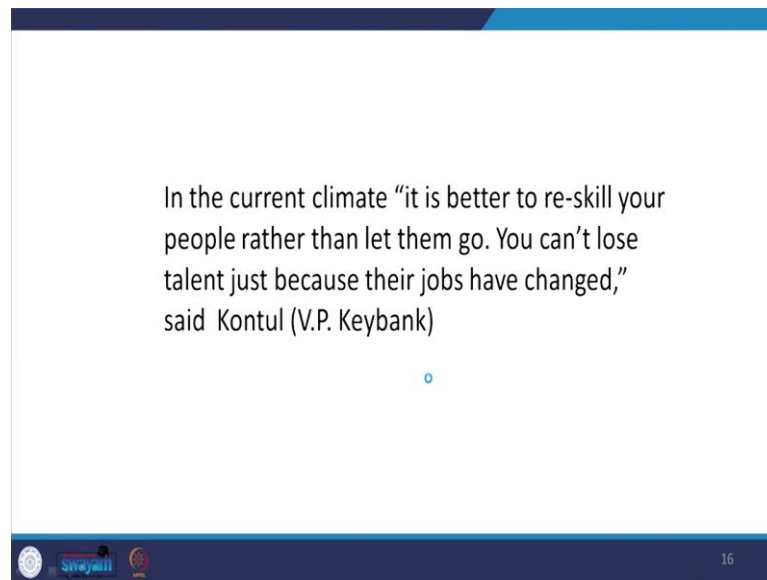 In the current climate “it is better to re-skill your
people rather than let them go. You can’t lose
talent just because their jobs have changed,”
said  Kontul (V.P. Keybank)
swayam
16